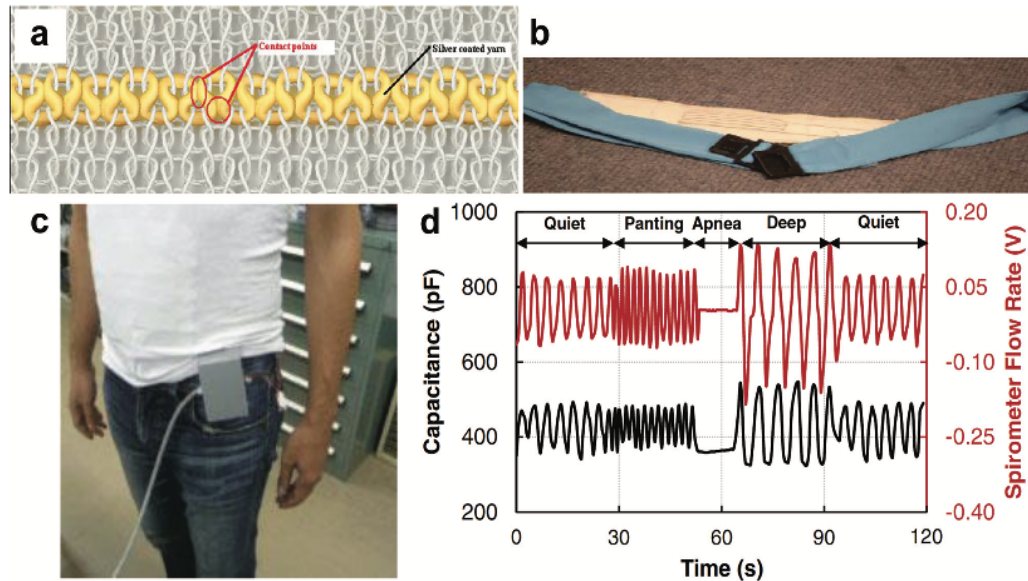 a
Contact points
Silver coated yarn
b
c
d
Quiet
Panting
Apnea
Deep
Quiet
1000
800
600
400
200
Capacitance (pF)
0.20
0.05
-0.10
-0.25
-0.40
Spirometer Flow Rate (V)
0
30
60
90
120
Time (s)